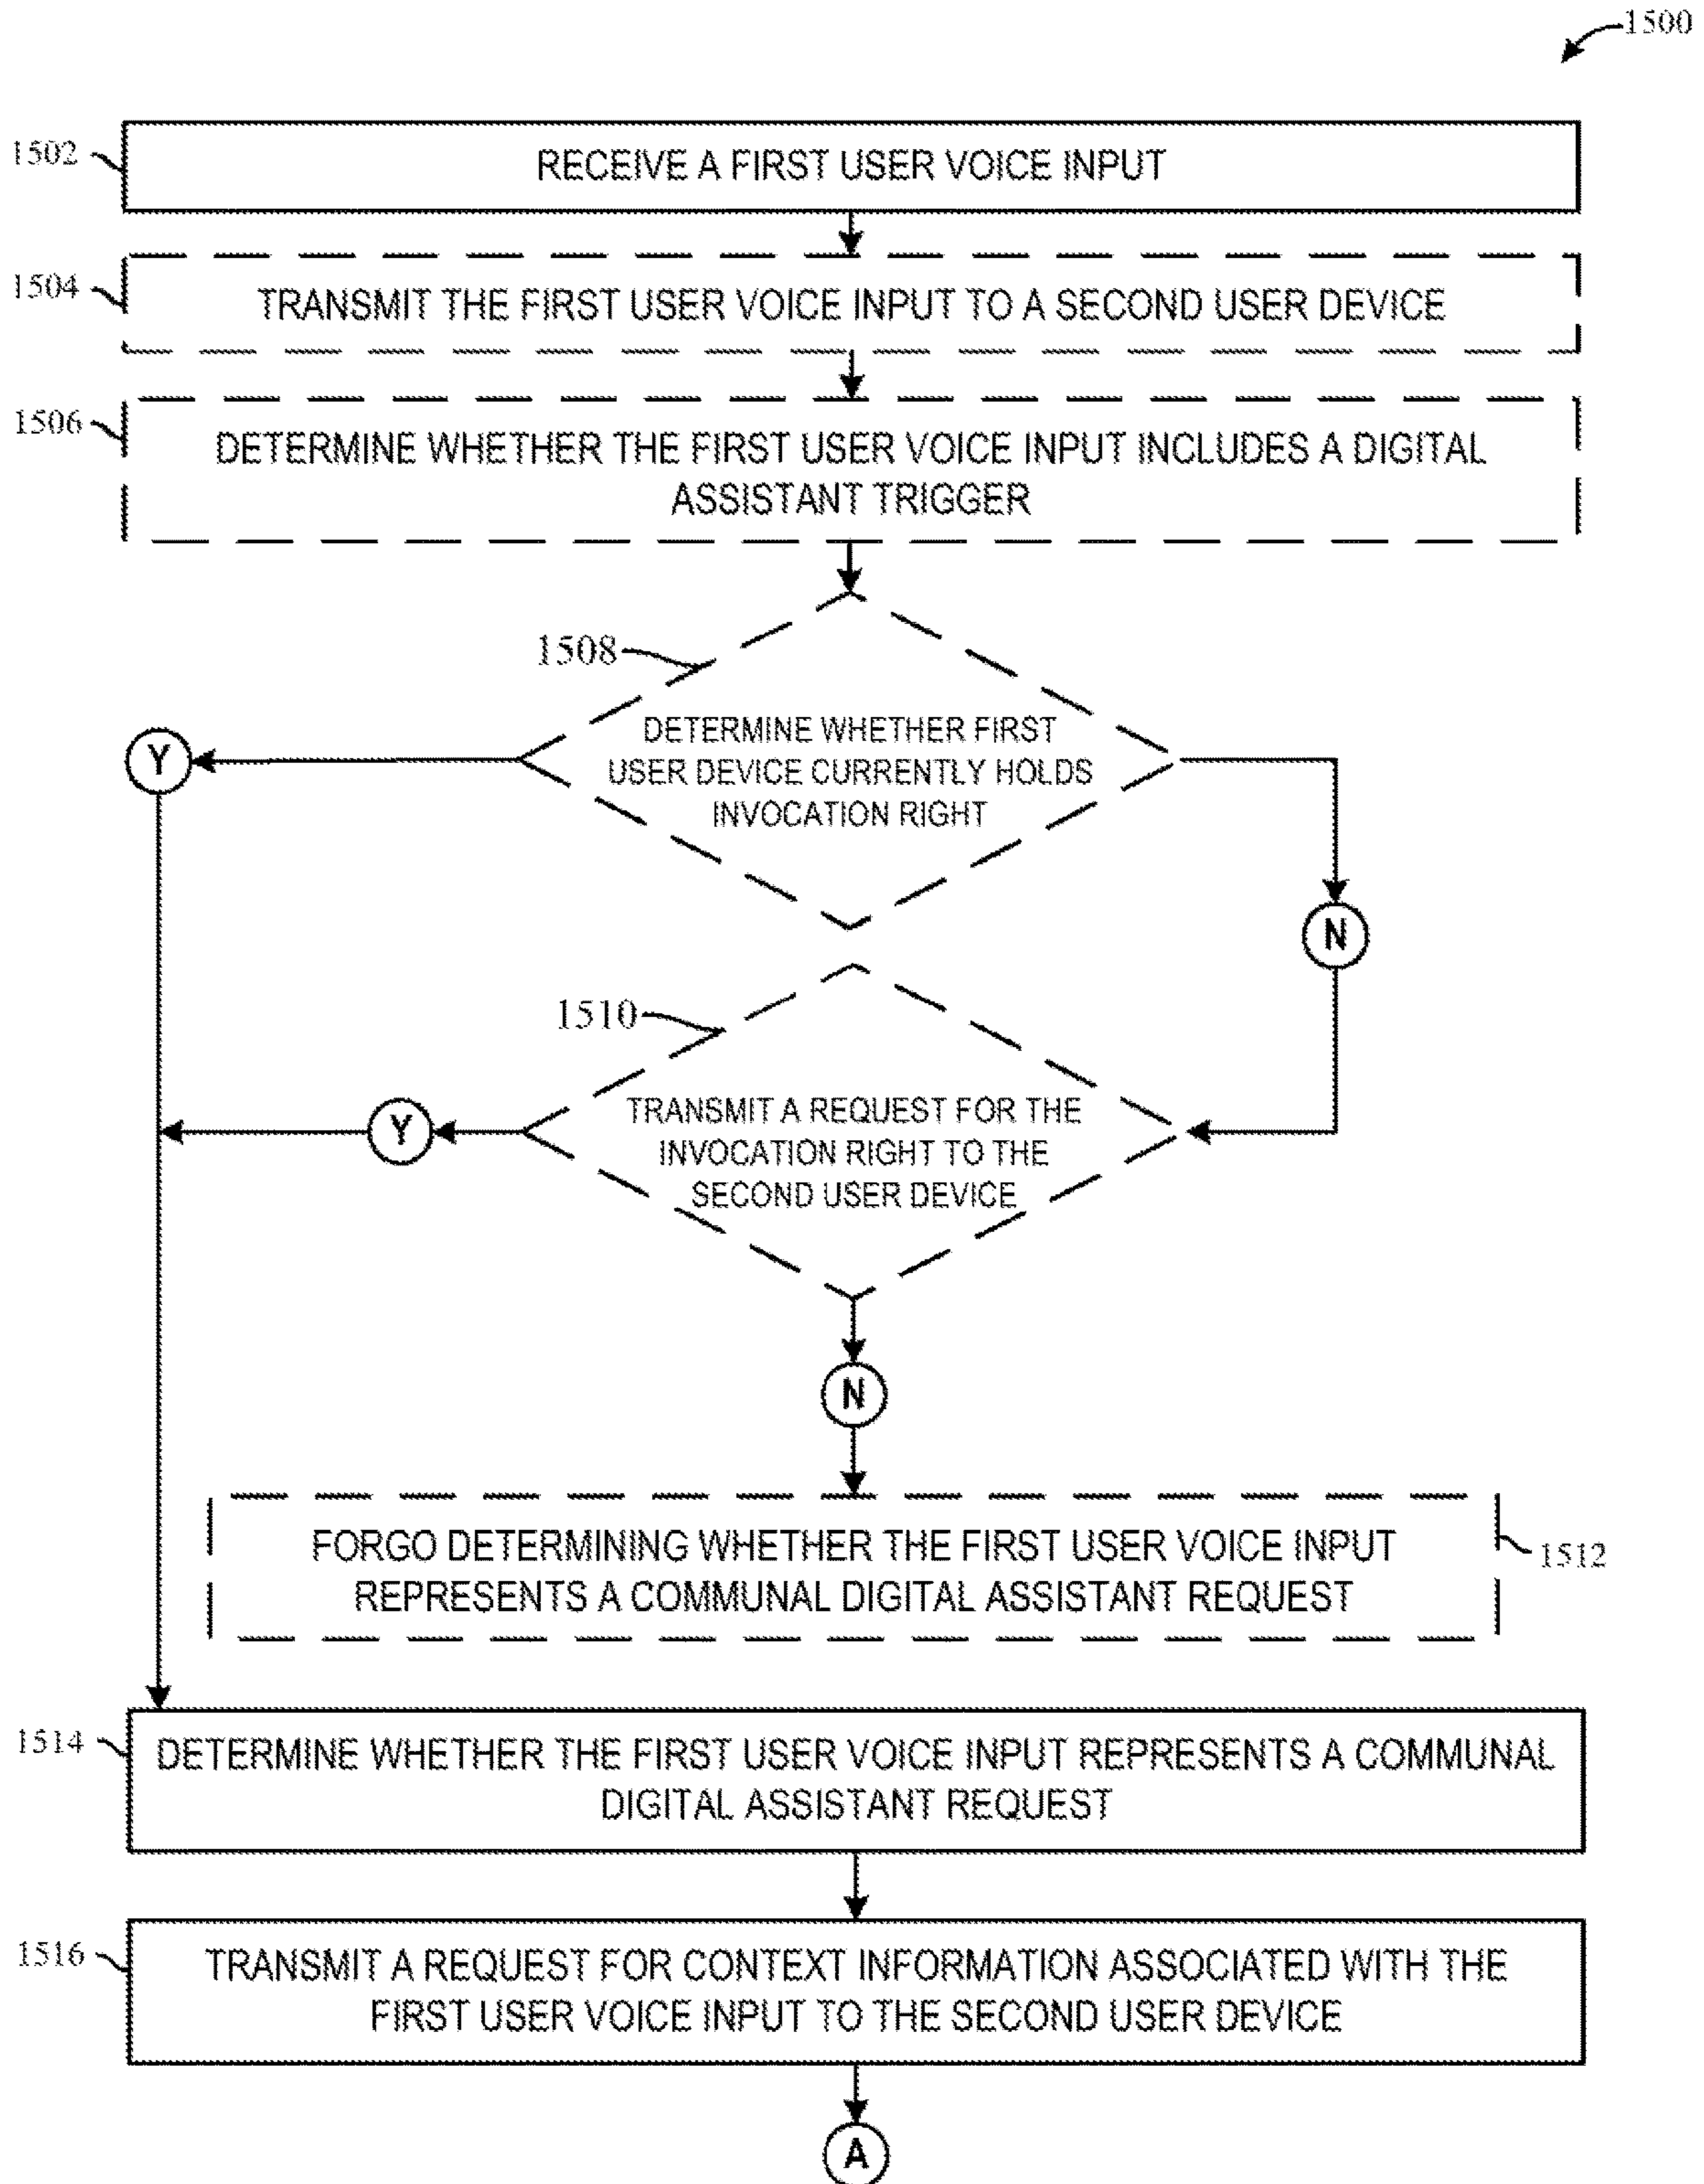 1500
1502
RECEIVE A FIRST USER VOICE INPUT
1504
TRANSMIT THE FIRST USER VOICE INPUT TO A SECOND USER DEVICE
1506
DETERMINE WHETHER THE FIRST USER VOICE INPUT INCLUDES A DIGITAL
ASSISTANT TRIGGER
1508
DETERMINE WHETHER FIRST
USER DEVICE CURRENTLY HOLDS
INVOCATION RIGHT
Y
N
1510
TRANSMIT A REQUEST FOR THE
INVOCATION RIGHT TO THE
SECOND USER DEVICE
Y
N
FORGO DETERMINING WHETHER THE FIRST USER VOICE INPUT
REPRESENTS A COMMUNAL DIGITAL ASSISTANT REQUEST
1512
1514
DETERMINE WHETHER THE FIRST USER VOICE INPUT REPRESENTS A COMMUNAL
DIGITAL ASSISTANT REQUEST
1516
TRANSMIT A REQUEST FOR CONTEXT INFORMATION ASSOCIATED WITH THE
FIRST USER VOICE INPUT TO THE SECOND USER DEVICE
A